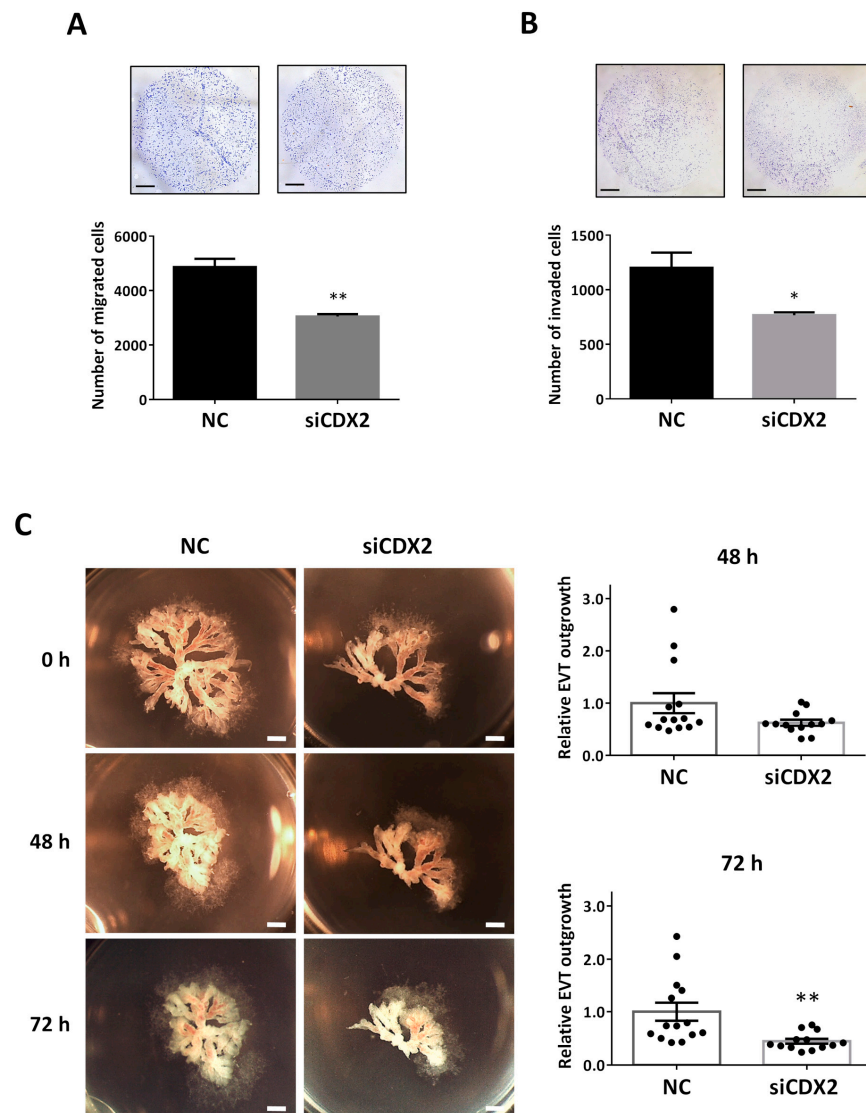 A
B
Number of migrated cells
6000
4000
2000
0
**
NC
siCDX2
Number of invaded cells
1500
1000
500
0
*
NC
siCDX2
C
NC
siCDX2
0 h
48 h
72 h
48 h
Relative EVT outgrowth
3.0
2.0
1.0
0.0
NC
siCDX2
72 h
Relative EVT outgrowth
3.0
2.0
1.0
0.0
**
NC
siCDX2